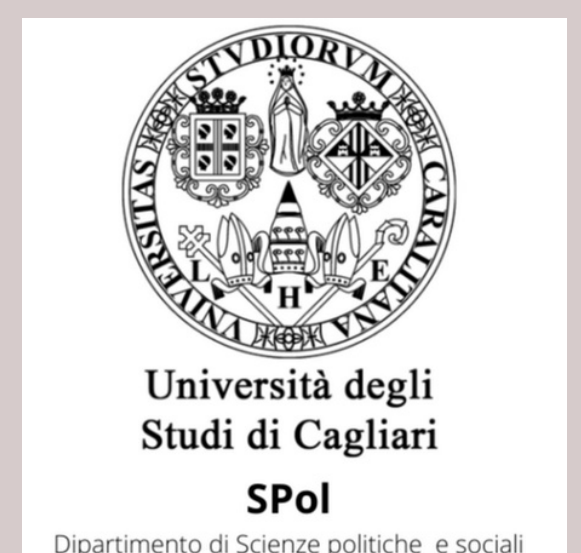 STVDIORVM
VNIVERSITAS
CARALITANA
L
H
E
Università degli
Studi di Cagliari
SPol
Dipartimento di Scienze politiche e sociali